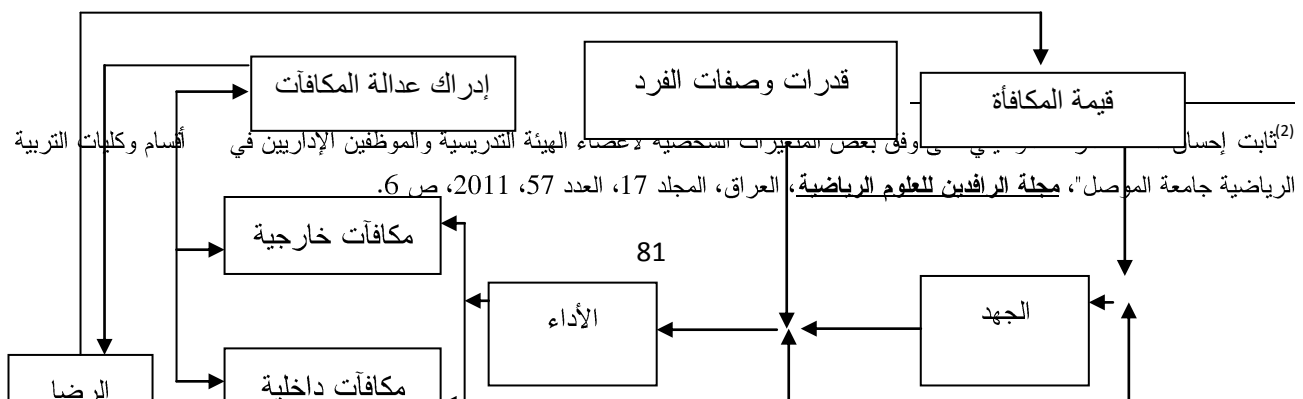 قدرات وصفات الفرد
إدراك عدالة المكافآت
قيمة المكافأة
(2)ثابت إحسان وفق بعض المتغيرات الشخصية لأعضاء الهيئة التدريسية والموظفين الإداريين في أقسام وكليات التربية
الرياضية جامعة الموصل"، مجلة الرافدين للعلوم الرياضية، العراق، المجلد 17، العدد 57، 2011، ص 6.
مكافآت خارجية
81
الجهد
الأداء
مكافآت داخلية
الرضا